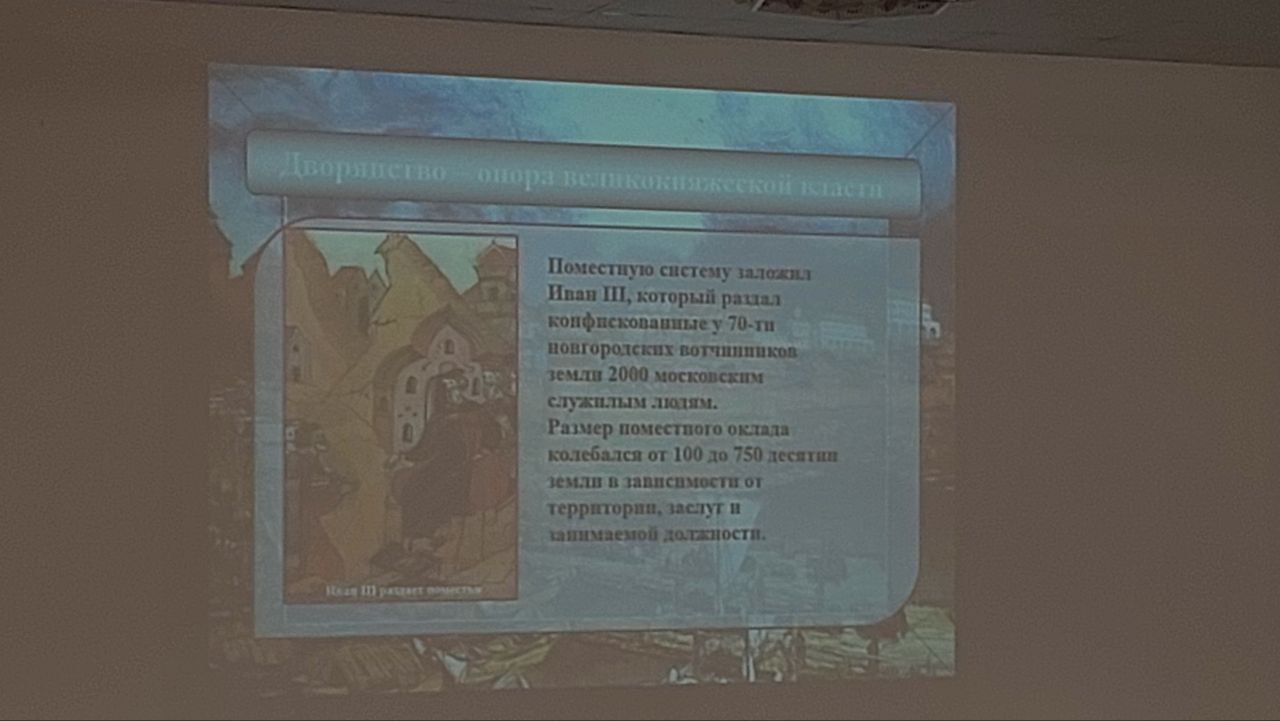 Дворянство – опора великокняжеской власти
Поместную систему заложил
Иван III, который раздал
конфискованные у 70-ти
новгородских вотчинников
земли 2000 московским
служилым людям.
Размер поместного оклада
колебался от 100 до 750 десятин
земли в зависимости от
территории, заслуг и
занимаемой должности.
Иван III раздает поместья